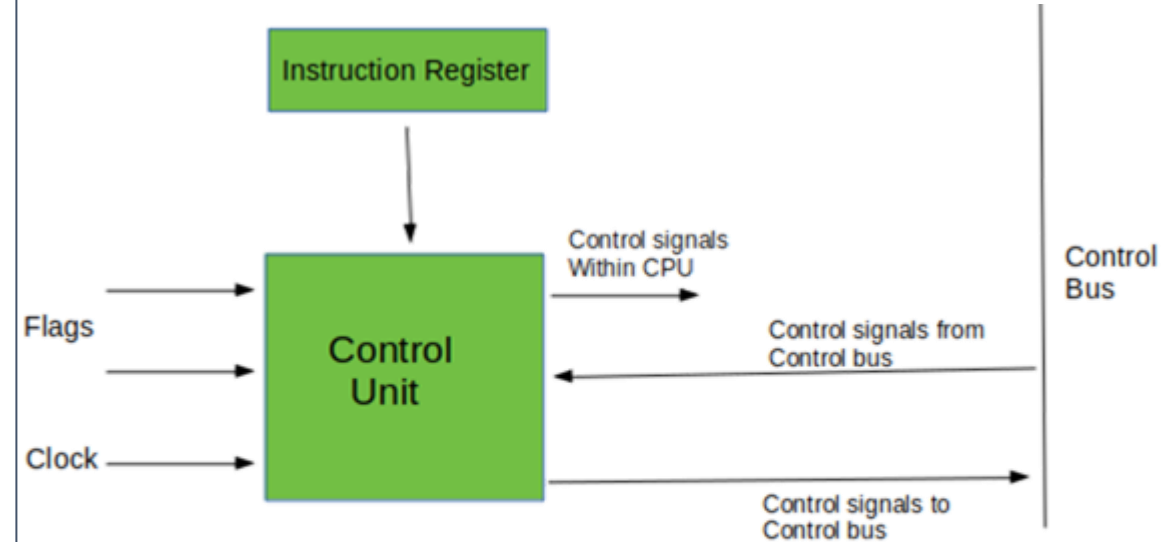 Instruction Register
Control signals
Within CPU
Control
Bus
Flags
Control signals from
Control bus
Control
Unit
Clock
Control signals to
Control bus